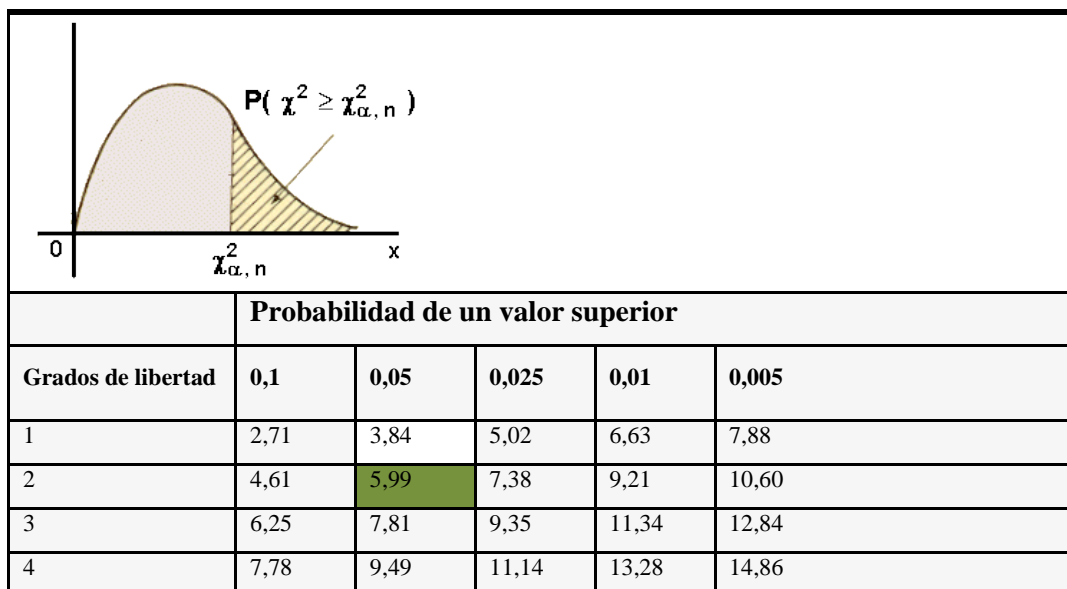 P( χ² ≥ χ²α, n )
0 χ²α, n x
Probabilidad de un valor superior
Grados de libertad 0,1 0,05 0,025 0,01 0,005
1 2,71 3,84 5,02 6,63 7,88
2 4,61 5,99 7,38 9,21 10,60
3 6,25 7,81 9,35 11,34 12,84
4 7,78 9,49 11,14 13,28 14,86